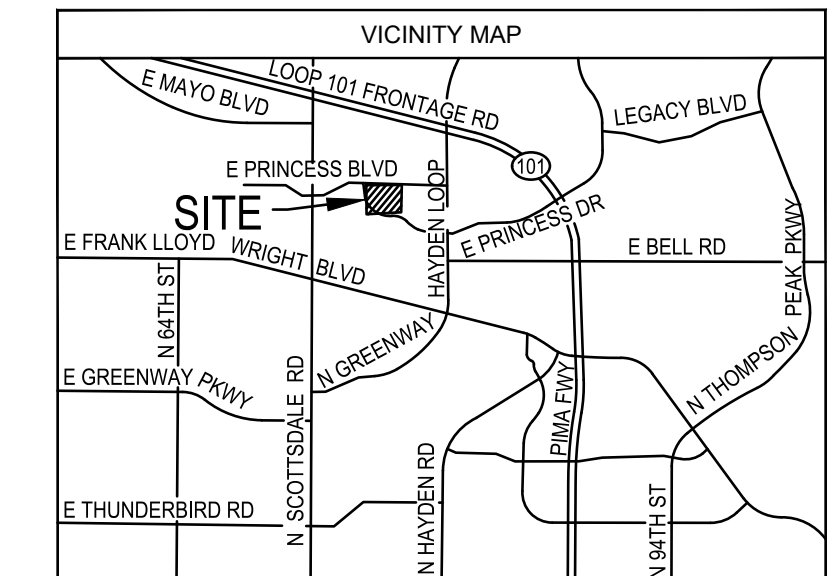 VICINITY MAP
E MAYO BLVD
LOOP 101 FRONTAGE RD
LEGACY BLVD
101
E PRINCESS BLVD
SITE
HAYDEN LOOP
E PRINCESS DR
E FRANK LLOYD WRIGHT BLVD
E BELL RD
N 64TH ST
PEAK PKWY
N THOMPSON
N GREENWAY
E GREENWAY PKWY
N SCOTTSDALE RD
PIMA FWY
N HAYDEN RD
E THUNDERBIRD RD
N 94TH ST